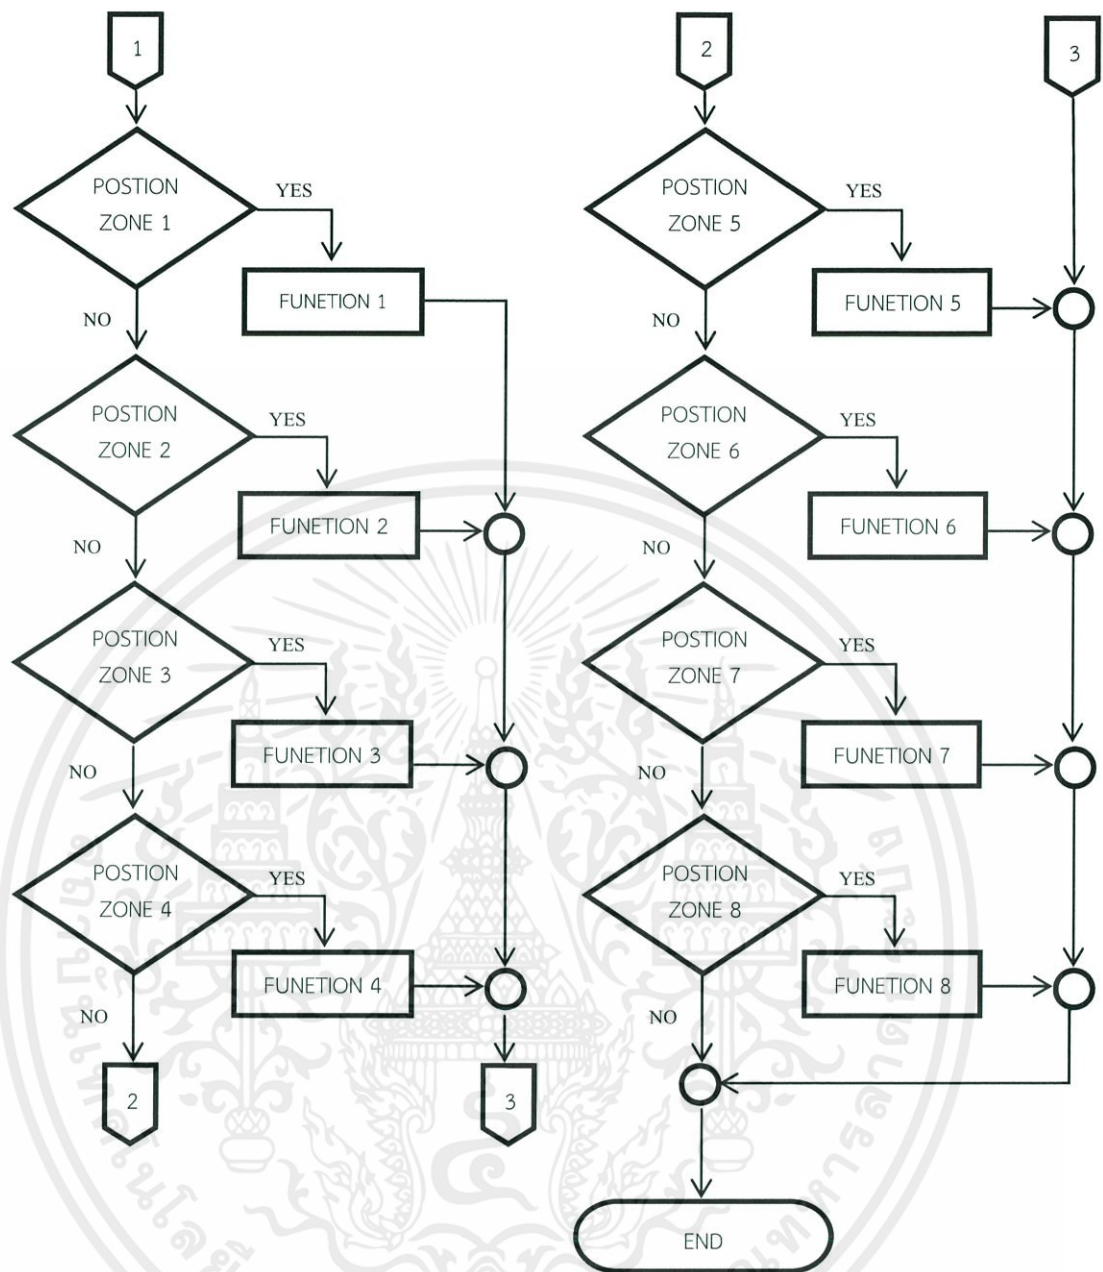 1
POSTION
ZONE 1
YES
FUNETION 1
NO
POSTION
ZONE 2
YES
FUNETION 2
NO
POSTION
ZONE 3
YES
FUNETION 3
NO
POSTION
ZONE 4
YES
FUNETION 4
NO
2
3
2
POSTION
ZONE 5
YES
FUNETION 5
NO
POSTION
ZONE 6
YES
FUNETION 6
NO
POSTION
ZONE 7
YES
FUNETION 7
NO
POSTION
ZONE 8
YES
FUNETION 8
NO
END
3